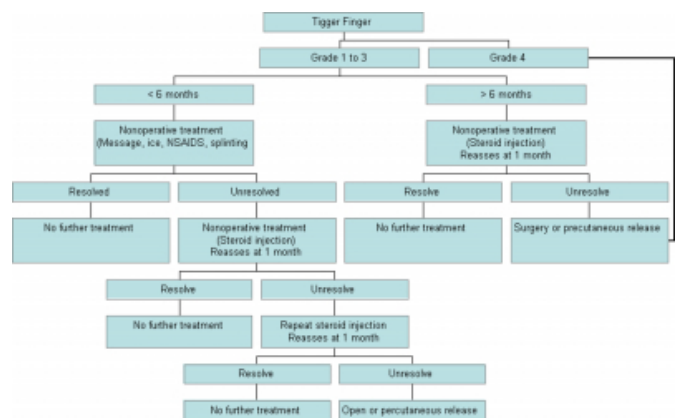 Tigger Finger
Grade 1 to 3
Grade 4
< 6 months
> 6 months
Nonoperative treatment
(Message, ice, NSAIDS, splinting
Nonoperative treatment
(Steroid injection)
Reasses at 1 month
Resolved
Unresolved
Resolve
Unresolve
No further treatment
Nonoperative treatment
(Steroid injection)
Reasses at 1 month
No further treatment
Surgery or precutaneous release
Resolve
Unresolve
No further treatment
Repeat steroid injection
Reasses at 1 month
Resolve
Unresolve
No further treatment
Open or percutaneous release